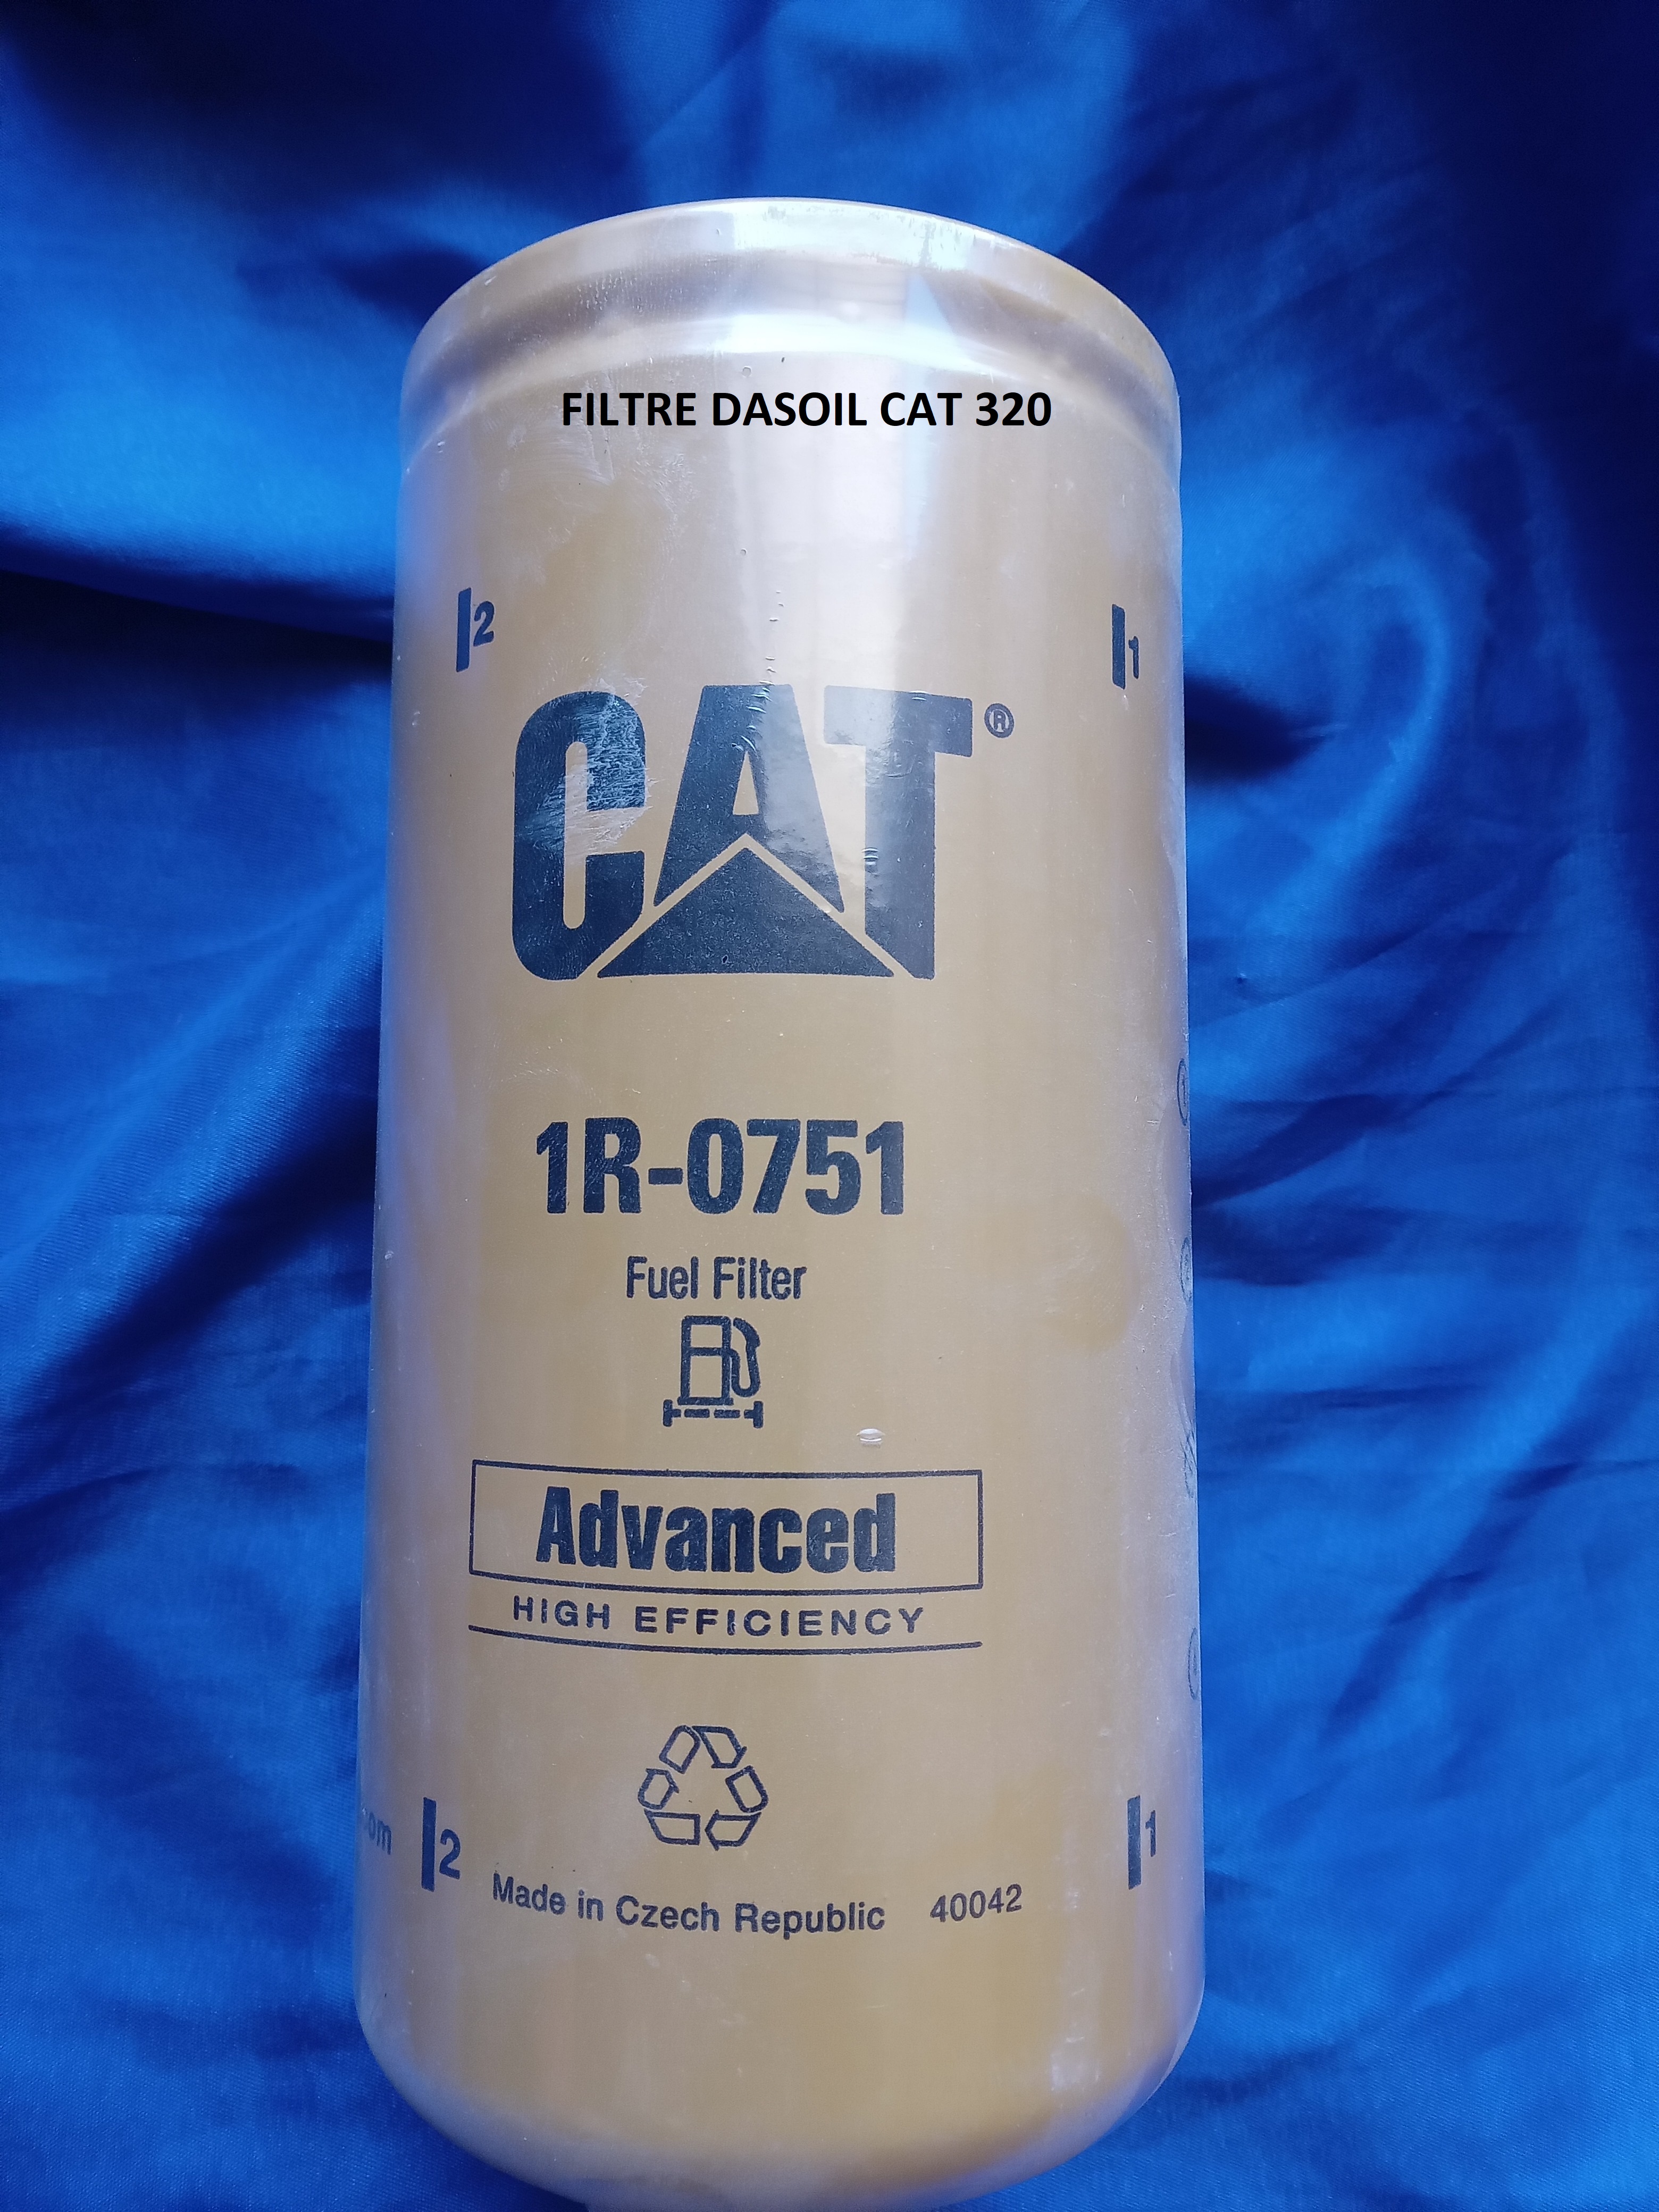 FILTRE DASOIL CAT 320
2
1
CAT®
1R-0751
Fuel Filter
Advanced
HIGH EFFICIENCY
om
2
1
Made in Czech Republic 40042